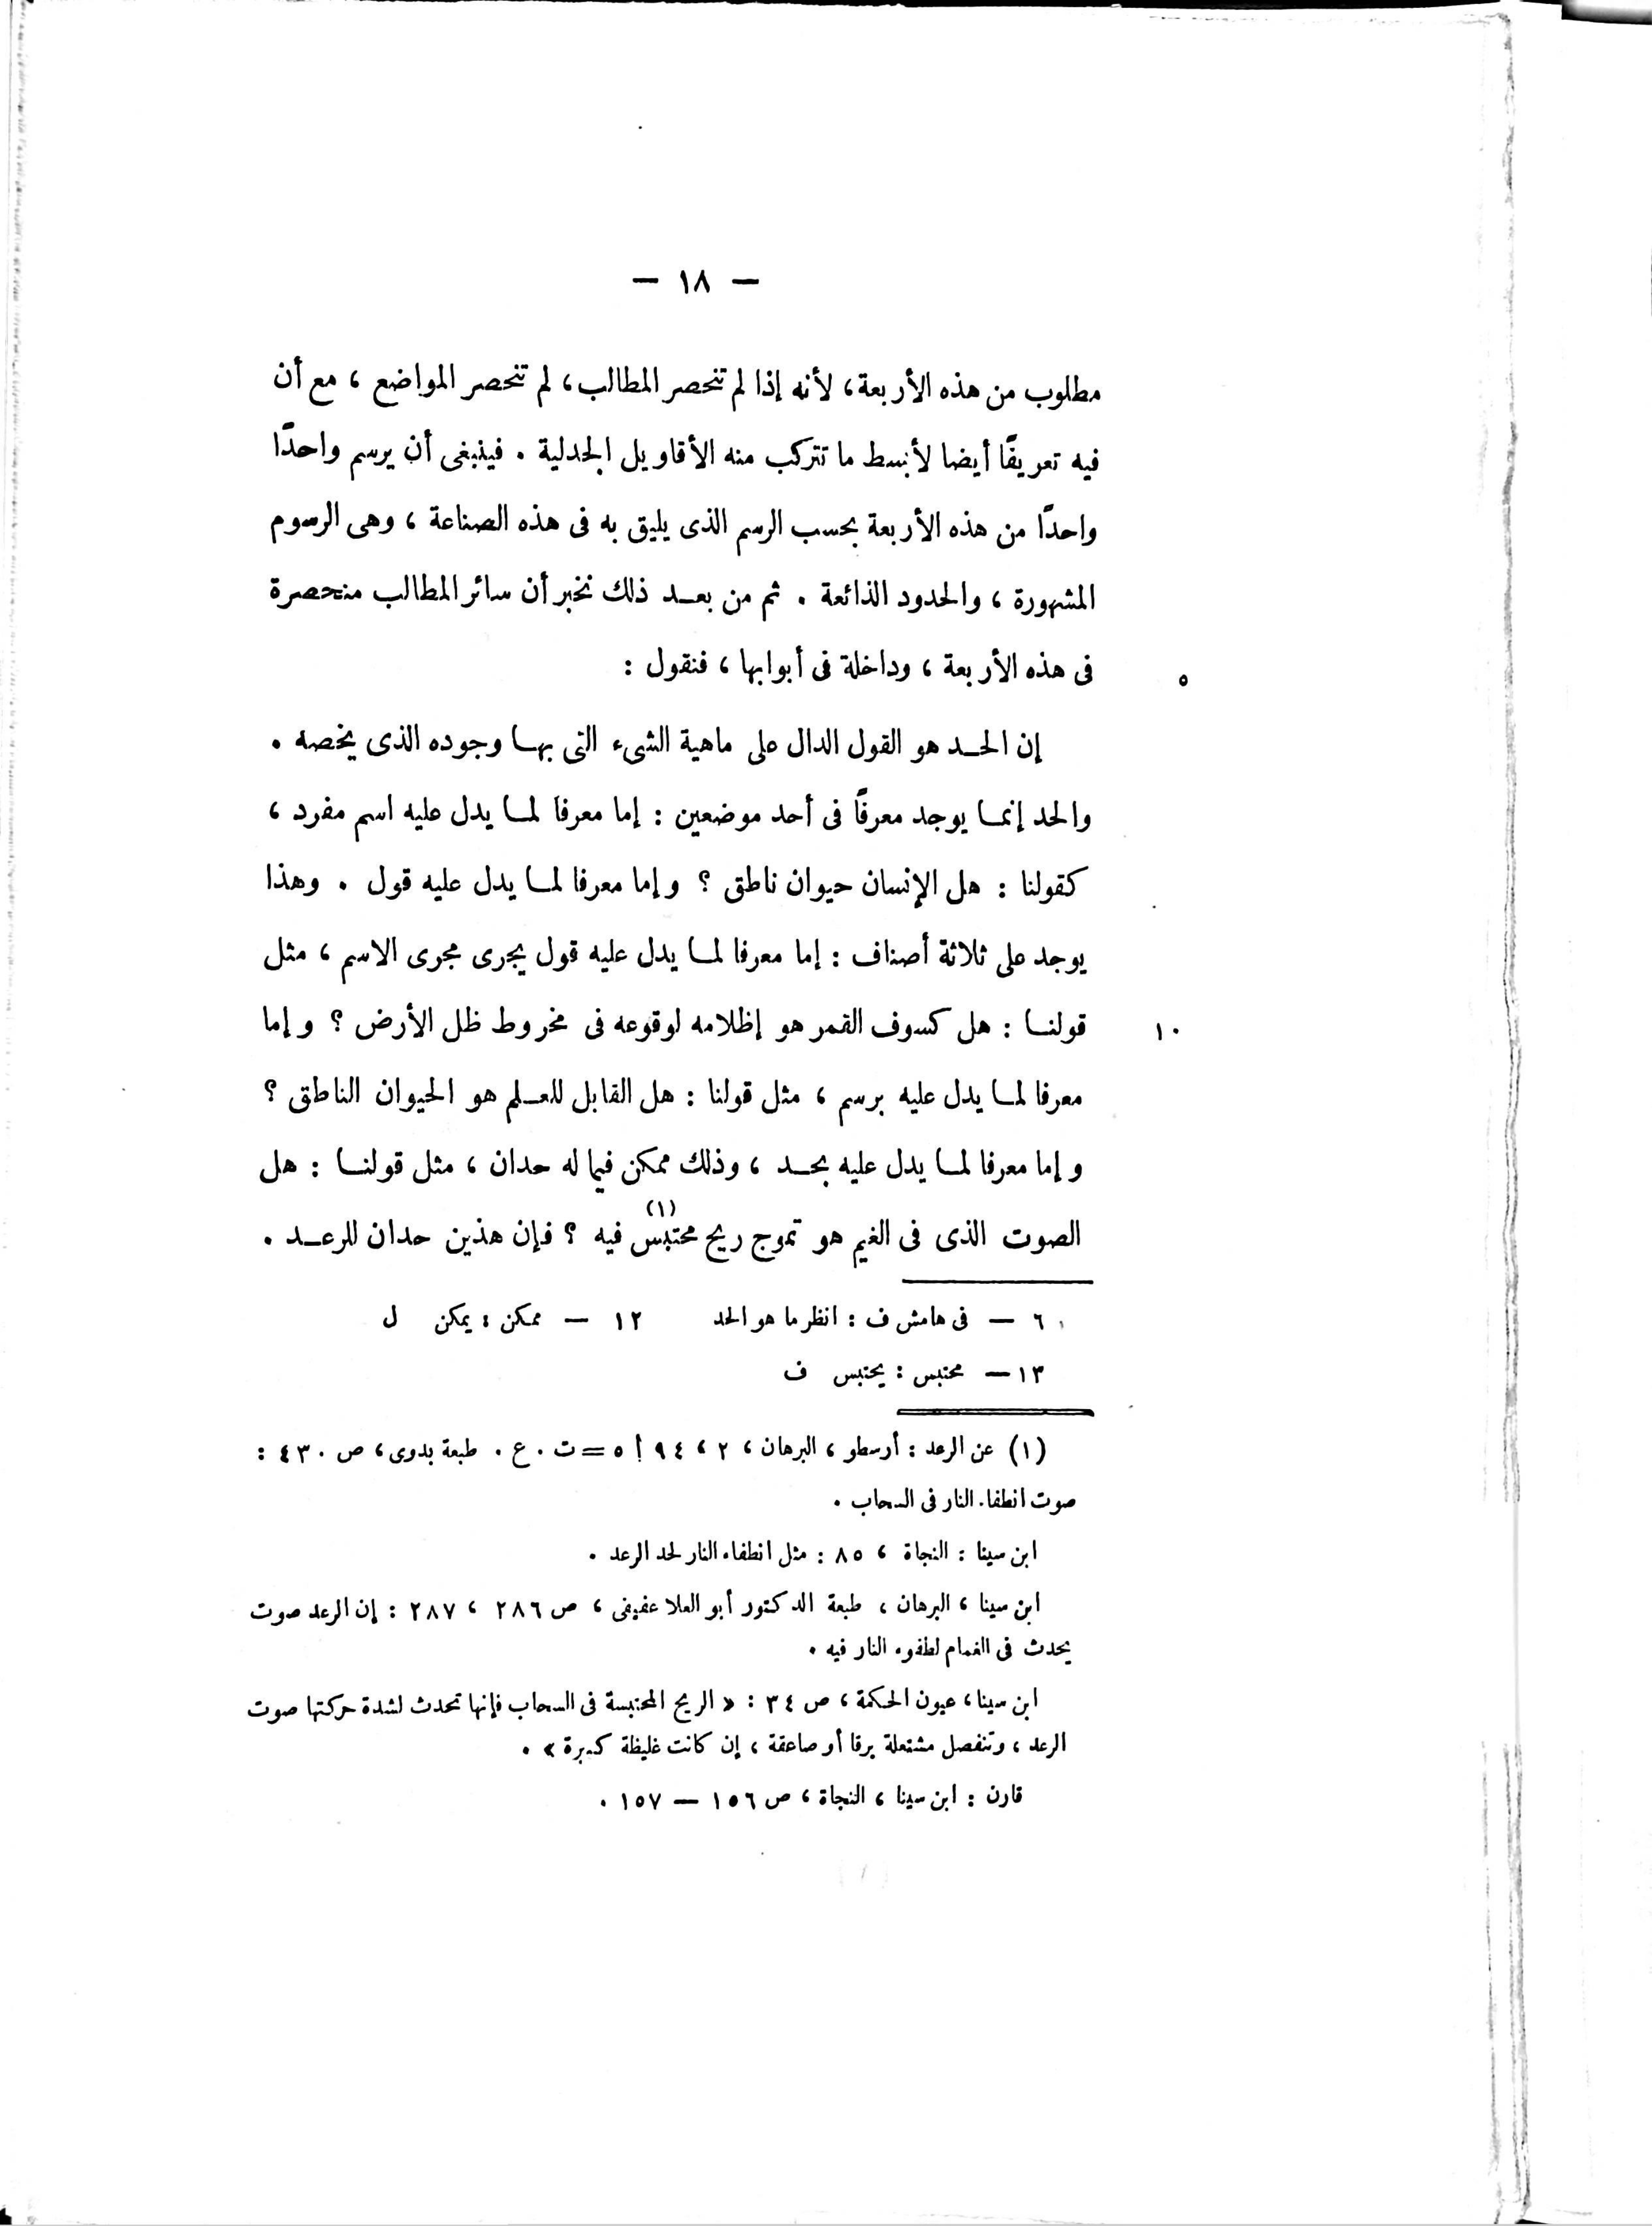 — ١٨ —
مطلوب من هذه الأربعة، لأنه إذا لم تنحصر المطالب، لم تنحصر المواضع ، مع أن
فيه تعريفًا أيضا لأبسط ما تتركب منه الأقاويل الجدلية . فينبغى أن يرسم واحدًا
واحدًا من هذه الأربعة بحسب الرسم الذى يليق به فى هذه الصناعة ، وهى الرسوم
المشهورة ، والحدود الذائعة . ثم من بعد ذلك نخبر أن سائر المطالب منحصرة
فى هذه الأربعة ، وداخلة فى أبوابها ، فنقول :
٥
إن الحد هو القول الدال على ماهية الشىء التى بها وجوده الذى يخصه .
والحد إنما يوجد معرفًا فى أحد موضعين : إما معرفا لما يدل عليه اسم مفرد ،
كقولنا : هل الإنسان حيوان ناطق ؟ وإما معرفا لما يدل عليه قول . وهذا
يوجد على ثلاثة أصناف : إما معرفا لما يدل عليه قول يجرى مجرى الاسم ، مثل
قولنا : هل كسوف القمر هو إظلامه لوقوعه فى مخروط ظل الأرض ؟ وإما
١٠
معرفا لما يدل عليه برسم ، مثل قولنا : هل القابل للعلم هو الحيوان الناطق ؟
وإما معرفا لما يدل عليه بحد ، وذلك ممكن فيما له حدان ، مثل قولنا : هل
الصوت الذى فى الغيم هو تموج ريح محتبس (١) فيه ؟ فإن هذين حدان للرعد .
٦ — فى هامش ف : انظر ما هو الحد ١٢ — ممكن : يمكن ل
١٣ — محتبس : يحتبس ف
(١) عن الرعد : أرسطو ، البرهان ، ٢ ، ٩٤ أ ٥ = ت . ع . طبعة بدوى ، ص ٤٣٠ :
صوت انطفاء النار فى السحاب .
ابن سينا : النجاة ، ٨٥ : مثل انطفاء النار لحد الرعد .
ابن سينا ، البرهان ، طبعة الدكتور أبو العلا عفيفى ، ص ٢٨٦ ، ٢٨٧ : إن الرعد صوت
يحدث فى الغمام لطفوء النار فيه .
ابن سينا ، عيون الحكمة ، ص ٣٤ : « الريح المحتبسة فى السحاب فإنها تحدث لشدة حركتها صوت
الرعد ، وتنفصل مشتعلة برقا أو صاعقة ، إن كانت غليظة كبيرة » .
قارن : ابن سينا ، النجاة ، ص ١٥٦ — ١٥٧ .